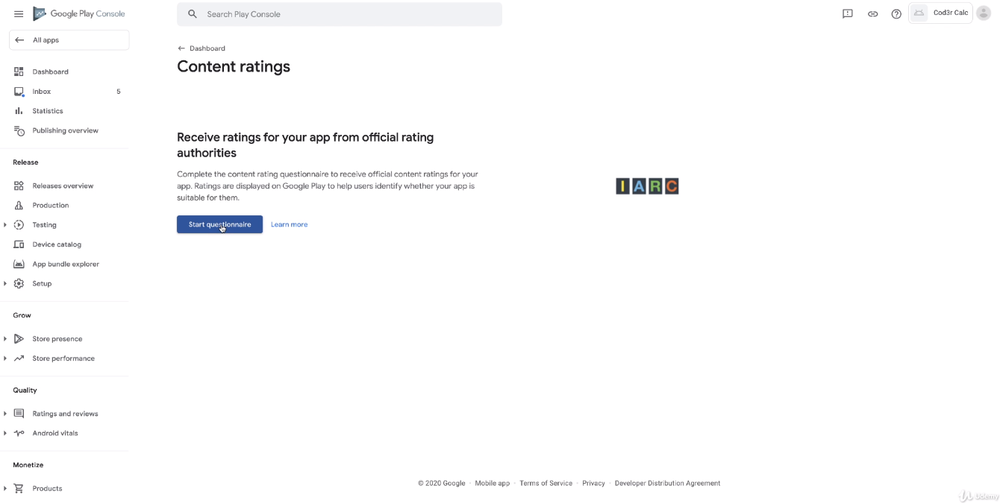 Google Play Console
Search Play Console
Cod3r Calc
All apps
Dashboard
Inbox 5
Statistics
Publishing overview
Release
Releases overview
Production
Testing
Device catalog
App bundle explorer
Setup
Grow
Store presence
Store performance
Quality
Ratings and reviews
Android vitals
Monetize
Products
Dashboard
Content ratings
Receive ratings for your app from official rating
authorities
Complete the content rating questionnaire to receive official content ratings for your
app. Ratings are displayed on Google Play to help users identify whether your app is
suitable for them.
Start questionnaire Learn more
IARC
© 2020 Google · Mobile app · Terms of Service · Privacy · Developer Distribution Agreement
Udemy